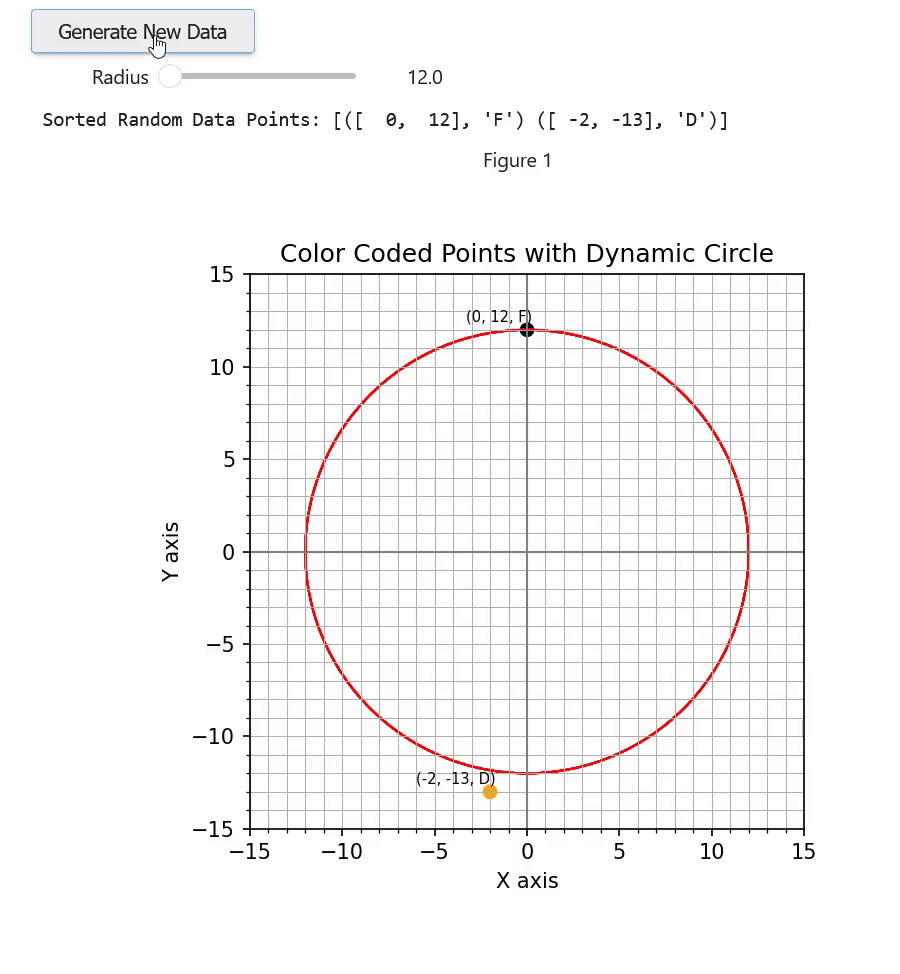 Generate New Data
Radius 12.0
Sorted Random Data Points: [([  0,  12], 'F') ([ -2, -13], 'D')]
Figure 1
Color Coded Points with Dynamic Circle
15
(0, 12, F)
10
5
0
Y axis
−5
−10
(-2, -13, D)
−15
−15 −10 −5 0 5 10 15
X axis